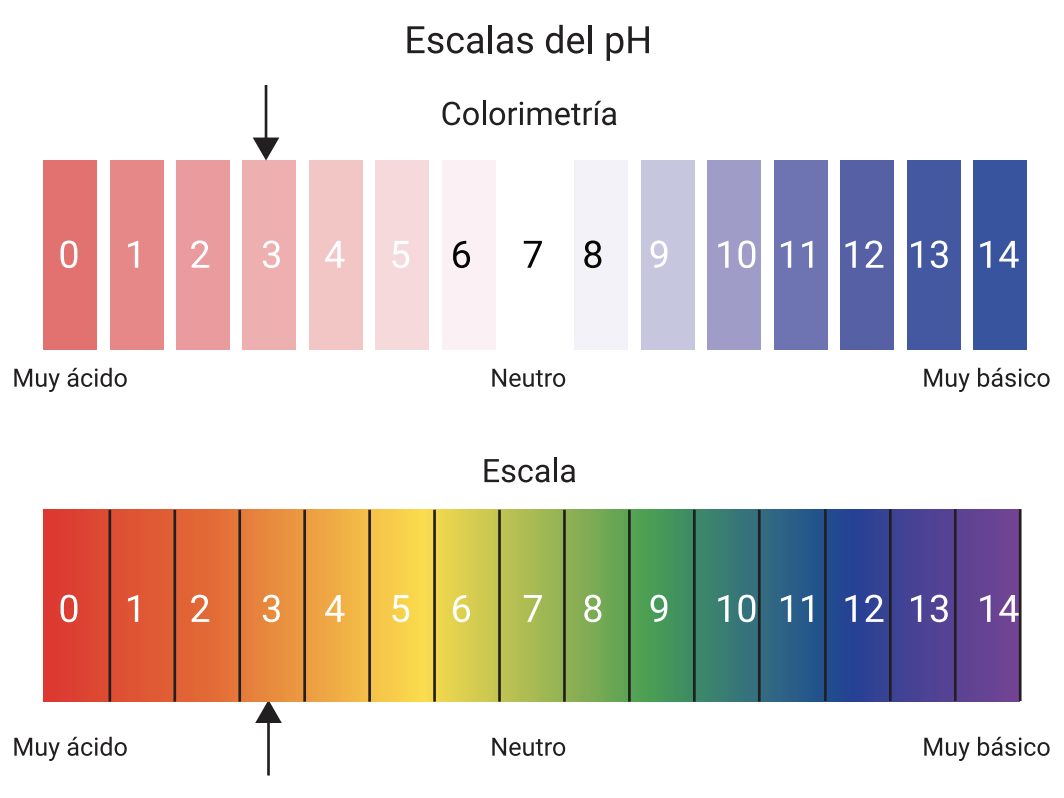 Escalas del pH
Colorimetría
0 1 2 3 4 5 6 7 8 9 10 11 12 13 14
Muy ácido Neutro Muy básico
Escala
0 1 2 3 4 5 6 7 8 9 10 11 12 13 14
Muy ácido Neutro Muy básico